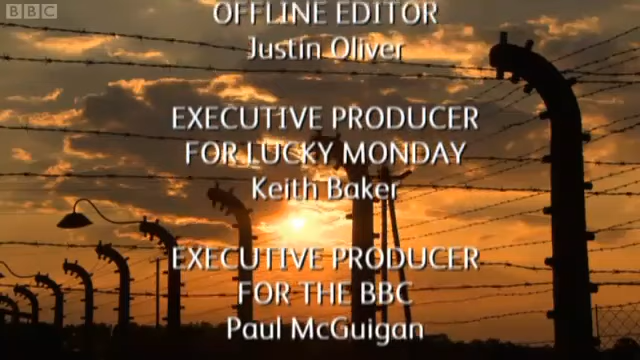 BBC
OFFLINE EDITOR
Justin Oliver
EXECUTIVE PRODUCER
FOR LUCKY MONDAY
Keith Baker
EXECUTIVE PRODUCER
FOR THE BBC
Paul McGuigan